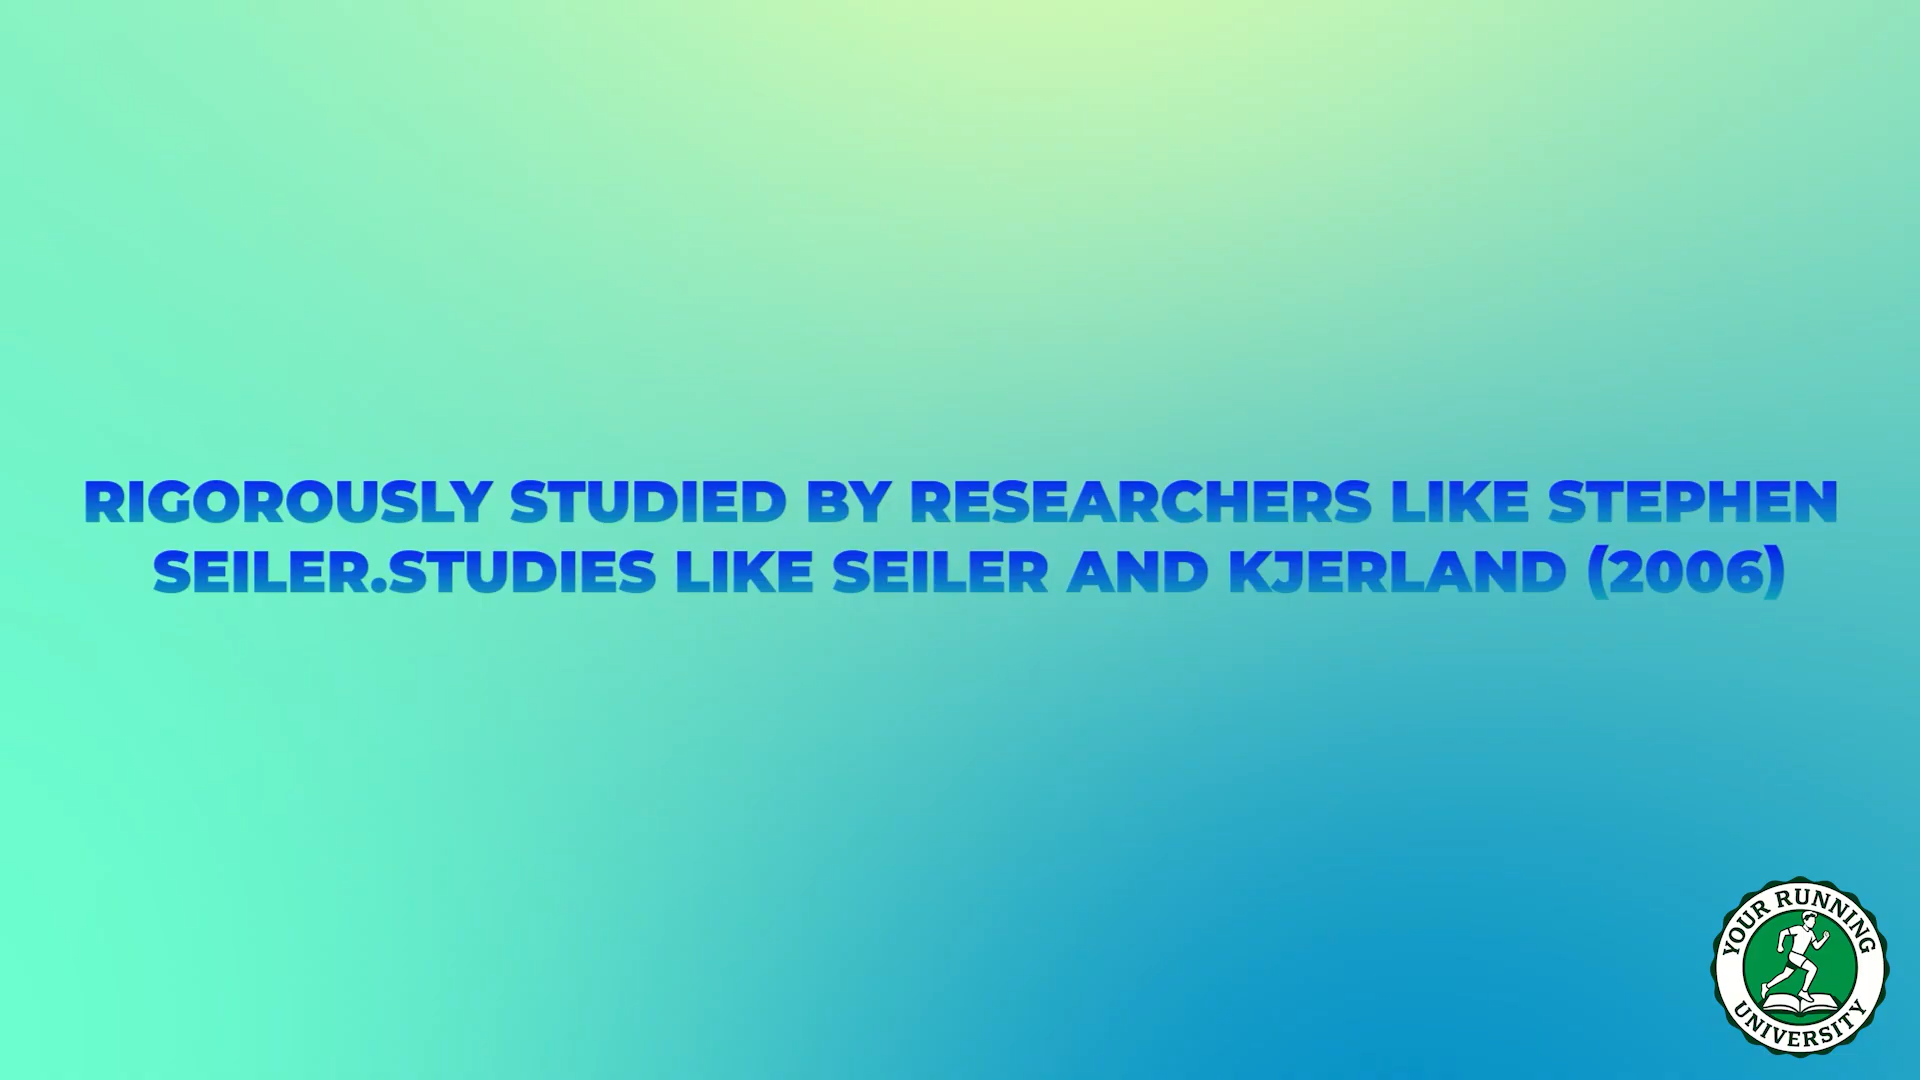 RIGOROUSLY STUDIED BY RESEARCHERS LIKE STEPHEN
SEILER.STUDIES LIKE SEILER AND KJERLAND (2006)
YOUR RUNNING
UNIVERSITY